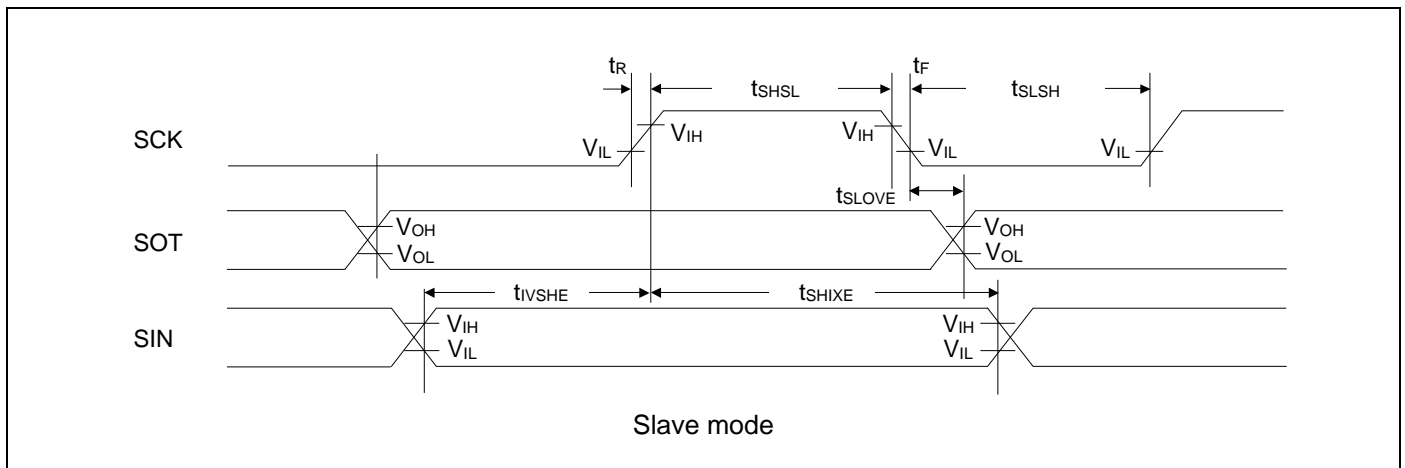 tR tSHSL tF tSLSH
SCK VIL VIH VIH VIL VIL
tSLOVE
SOT VOH VOH
VOL VOL
tIVSHE tSHIXE
SIN VIH VIH
VIL VIL
Slave mode